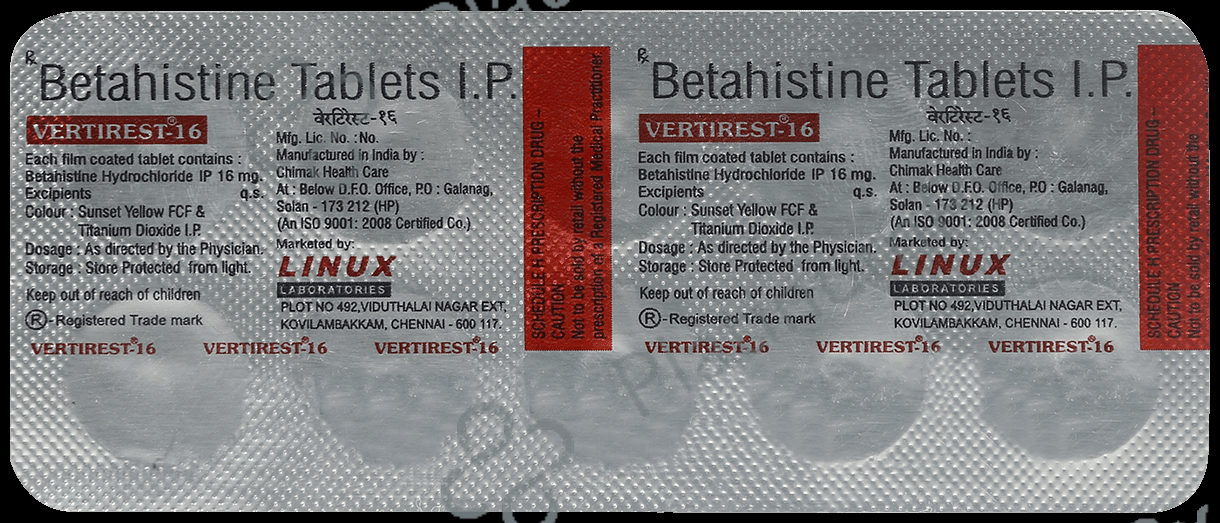 Rx
Betahistine Tablets I.P.
VERTIREST®-16
वेरटिरेस्ट-१६
Each film coated tablet contains :
Betahistine Hydrochloride IP 16 mg.
Excipients q.s.
Colour : Sunset Yellow FCF &
Titanium Dioxide I.P.
Dosage : As directed by the Physician.
Storage : Store Protected from light.
Keep out of reach of children
®-Registered Trade mark
Mfg. Lic. No. :No.
Manufactured in India by :
Chimak Health Care
At : Below D.F.O. Office, P.O : Galanag,
Solan - 173 212 (HP)
(An ISO 9001: 2008 Certified Co.)
Marketed by:
LINUX
LABORATORIES
PLOT NO 492,VIDUTHALAI NAGAR EXT,
KOVILAMBAKKAM, CHENNAI - 600 117.
VERTIREST®-16 VERTIREST®-16 VERTIREST®-16
SCHEDULE H PRESCRIPTION DRUG –
CAUTION
Not to be sold by retail without the
prescription of a Registered Medical Practitioner.
Rx
Betahistine Tablets I.P.
VERTIREST®-16
वेरटिरेस्ट-१६
Each film coated tablet contains :
Betahistine Hydrochloride IP 16 mg.
Excipients q.s.
Colour : Sunset Yellow FCF &
Titanium Dioxide I.P.
Dosage : As directed by the Physician.
Storage : Store Protected from light.
Keep out of reach of children
®-Registered Trade mark
Mfg. Lic. No. :
Manufactured in India by :
Chimak Health Care
At : Below D.F.O. Office, P.O : Galanag,
Solan - 173 212 (HP)
(An ISO 9001: 2008 Certified Co.)
Marketed by:
LINUX
LABORATORIES
PLOT NO 492,VIDUTHALAI NAGAR EXT,
KOVILAMBAKKAM, CHENNAI - 600 117.
VERTIREST®-16 VERTIREST®-16 VERTIREST®-16
SCHEDULE H PRESCRIPTION DRUG –
CAUTION
Not to be sold by retail without the